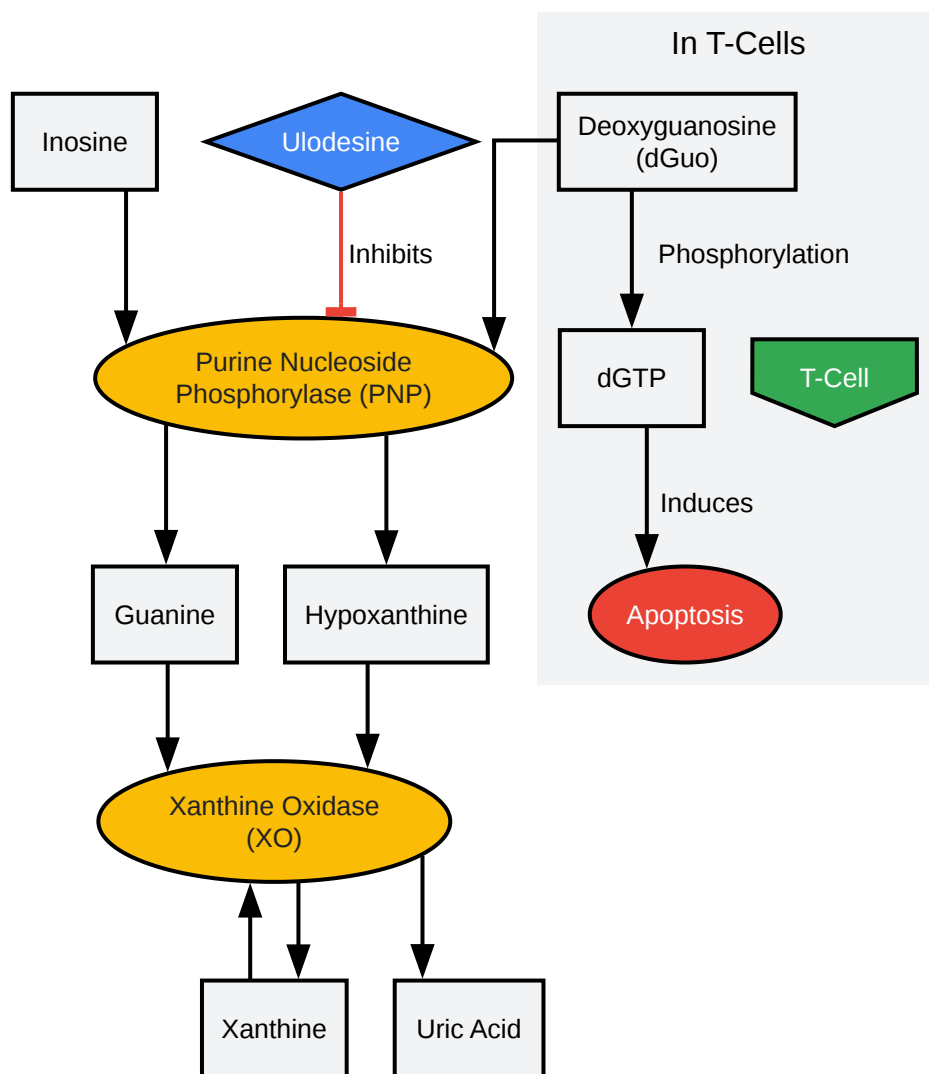 In T-Cells
Inosine
Ulodesine
Deoxyguanosine
(dGuo)
Inhibits
Phosphorylation
Purine Nucleoside
Phosphorylase (PNP)
dGTP
T-Cell
Induces
Guanine
Hypoxanthine
Apoptosis
Xanthine Oxidase
(XO)
Xanthine
Uric Acid